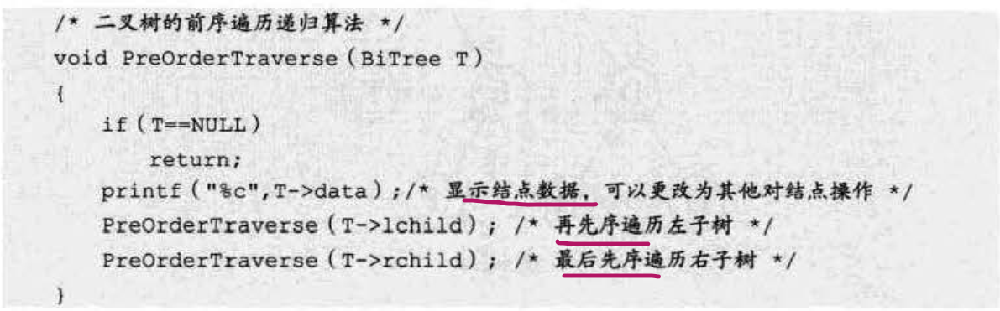 /* 二叉树的前序遍历递归算法 */
void PreOrderTraverse(BiTree T)
{
if(T==NULL)
return;
printf("%c",T->data);/* 显示结点数据，可以更改为其他对结点操作 */
PreOrderTraverse(T->lchild); /* 再先序遍历左子树 */
PreOrderTraverse(T->rchild); /* 最后先序遍历右子树 */
}